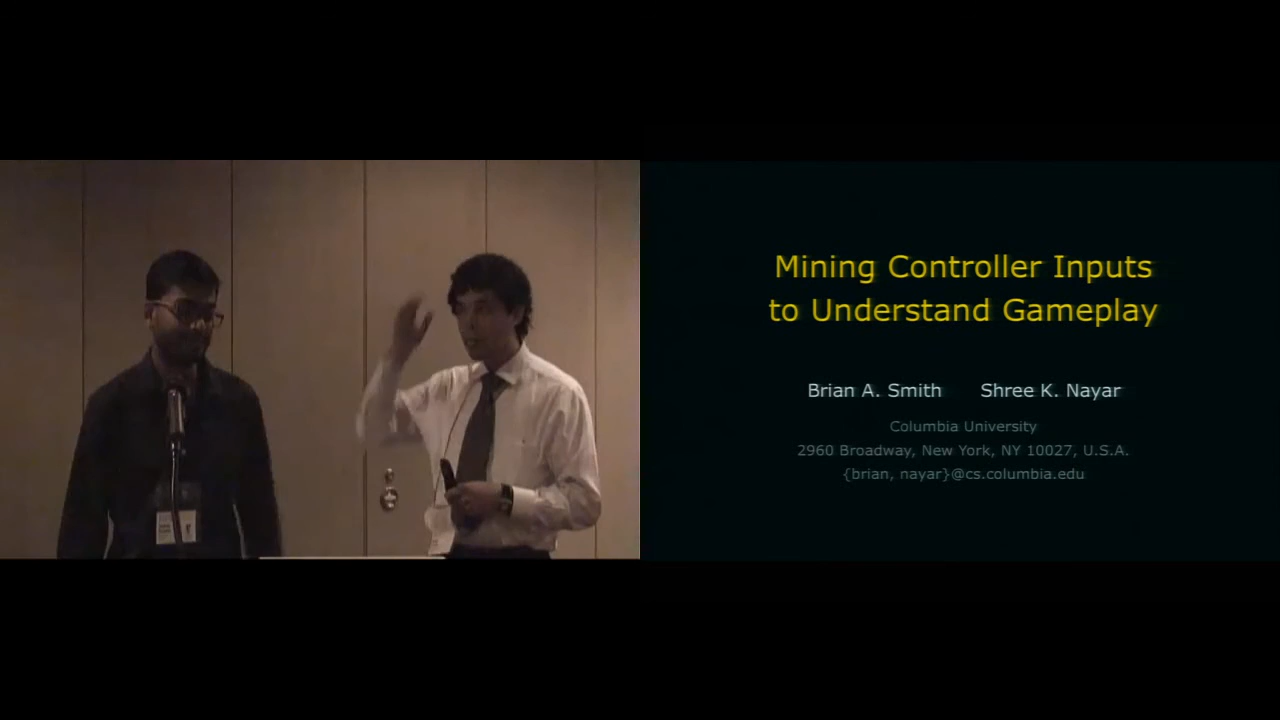 Mining Controller Inputs
to Understand Gameplay
Brian A. Smith Shree K. Nayar
Columbia University
2960 Broadway, New York, NY 10027, U.S.A.
{brian, nayar}@cs.columbia.edu